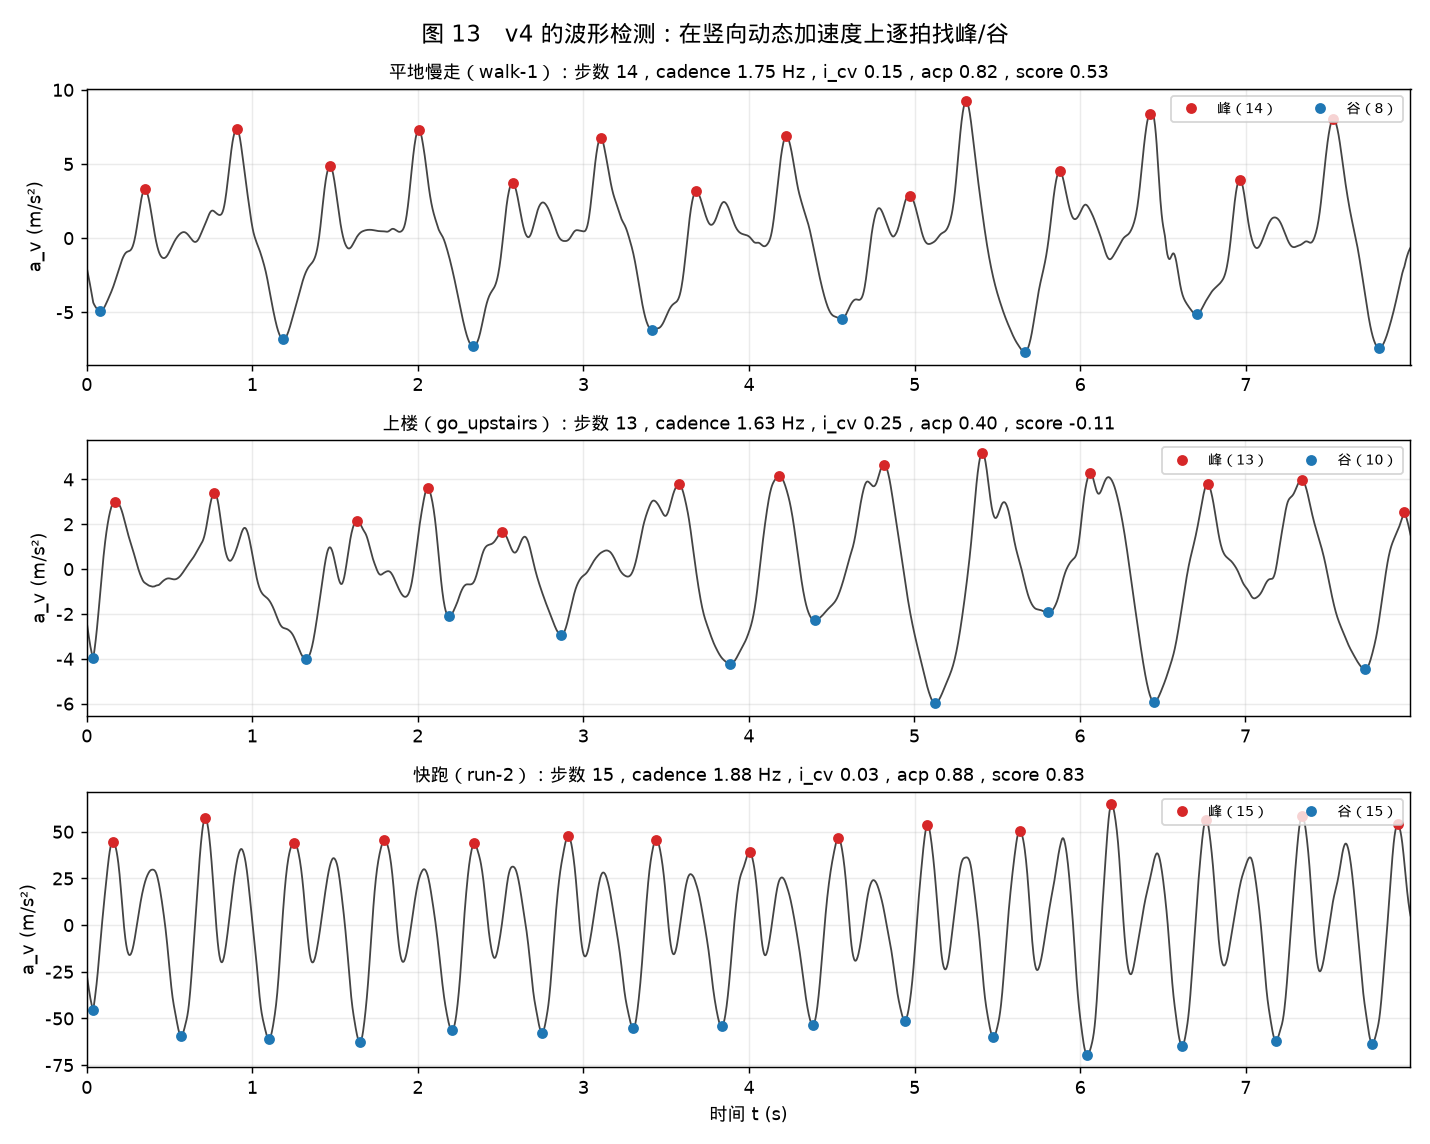 图 13　v4 的波形检测：在竖向动态加速度上逐拍找峰/谷
平地慢走（walk-1）：步数 14，cadence 1.75 Hz，i_cv 0.15，acp 0.82，score 0.53
峰（14）　谷（8）
a_v (m/s²)
10
5
0
-5
0 1 2 3 4 5 6 7
上楼（go_upstairs）：步数 13，cadence 1.63 Hz，i_cv 0.25，acp 0.40，score -0.11
峰（13）　谷（10）
a_v (m/s²)
4
2
0
-2
-4
-6
0 1 2 3 4 5 6 7
快跑（run-2）：步数 15，cadence 1.88 Hz，i_cv 0.03，acp 0.88，score 0.83
峰（15）　谷（15）
a_v (m/s²)
50
25
0
-25
-50
-75
0 1 2 3 4 5 6 7
时间 t (s)